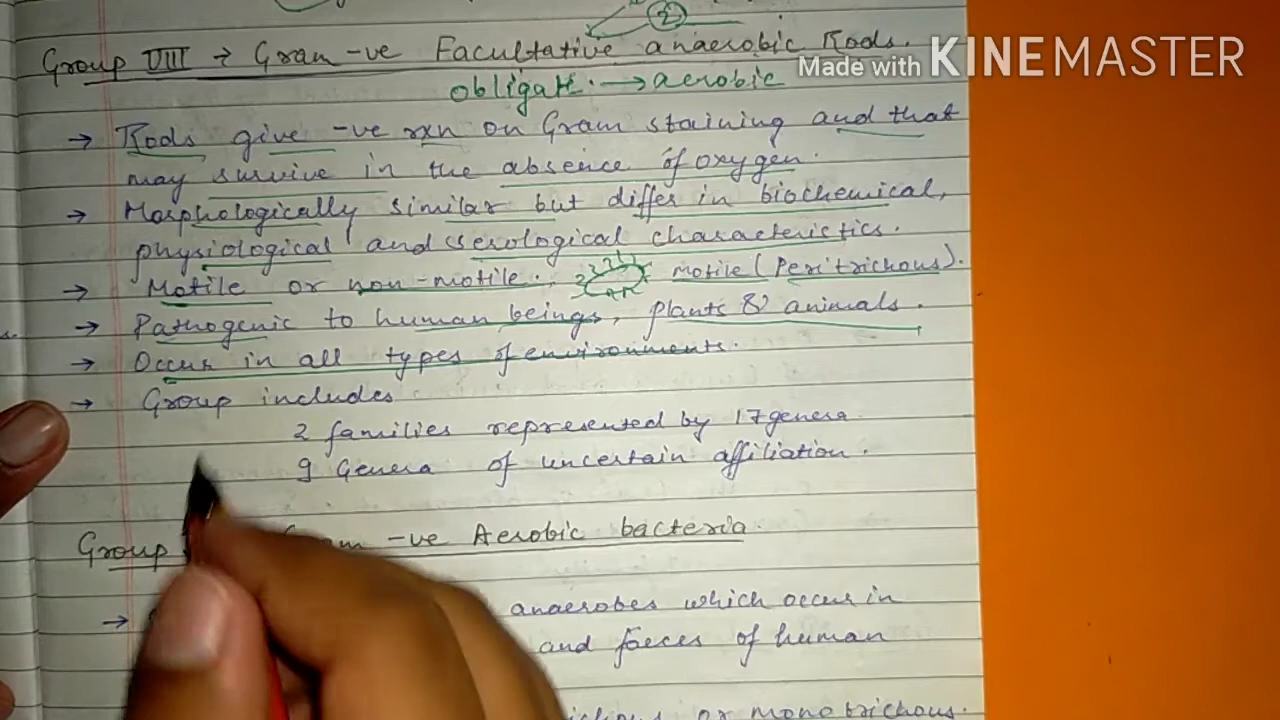 ②
Group VIII → Gram -ve Facultative anaerobic Rods.
Made with KINEMASTER
obligate. → aerobic
→ Rods give -ve rxn on Gram staining and that
may survive in the absence of oxygen.
→ Morphologically similar but differ in biochemical,
physiological and serological characteristics.
→ Motile or non-motile. motile (Peritrichous).
→ Pathogenic to human beings, plants & animals.
→ Occur in all types of environments.
→ Group includes
2 families represented by 17 genera
9 Genera of uncertain affiliation.
Group Gram -ve Aerobic bacteria.
→ anaerobes which occur in
and faeces of human
or monotrichous.